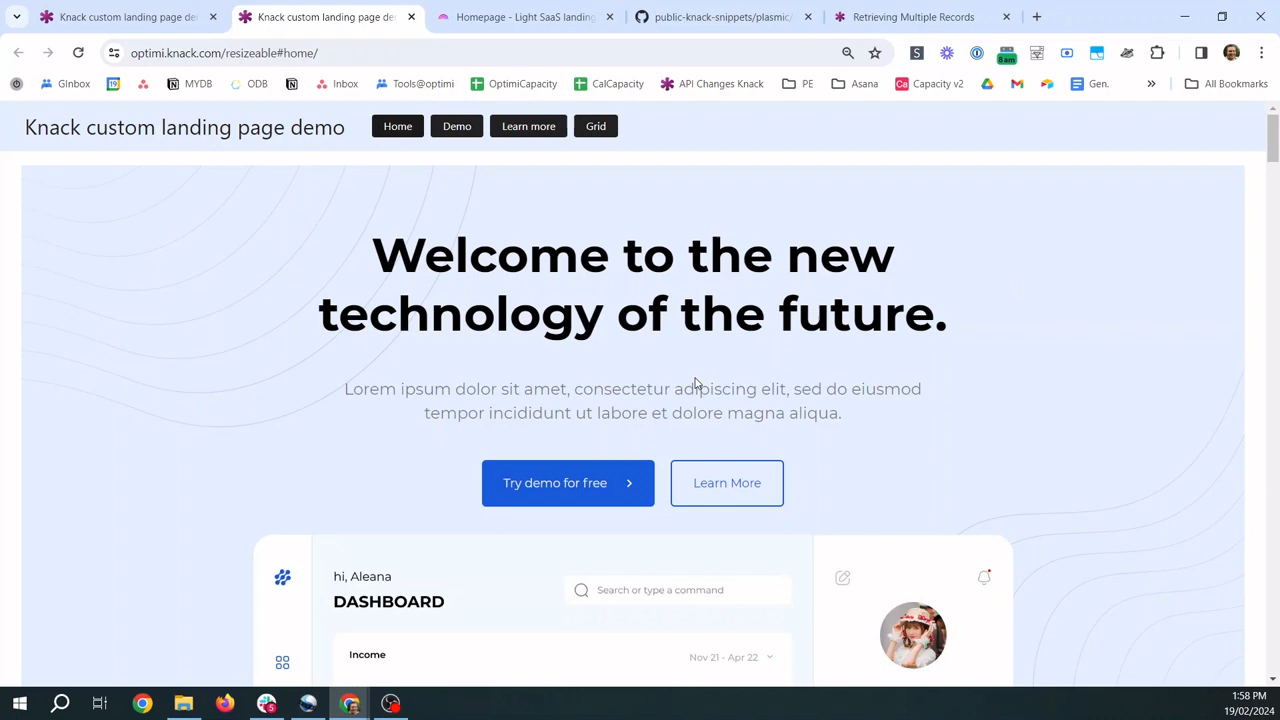 Knack custom landing page de
Knack custom landing page de
Homepage - Light SaaS landing
public-knack-snippets/plasmic/
Retrieving Multiple Records
optimi.knack.com/resizeable#home/
8am
GInbox
MYDB
ODB
Inbox
Tools@optimi
OptimiCapacity
CalCapacity
API Changes Knack
PE
Asana
Capacity v2
Gen.
All Bookmarks
Knack custom landing page demo
Home
Demo
Learn more
Grid
Welcome to the new
technology of the future.
Lorem ipsum dolor sit amet, consectetur adipiscing elit, sed do eiusmod
tempor incididunt ut labore et dolore magna aliqua.
Try demo for free
Learn More
hi, Aleana
DASHBOARD
Search or type a command
Income
Nov 21 - Apr 22
1:58 PM
19/02/2024